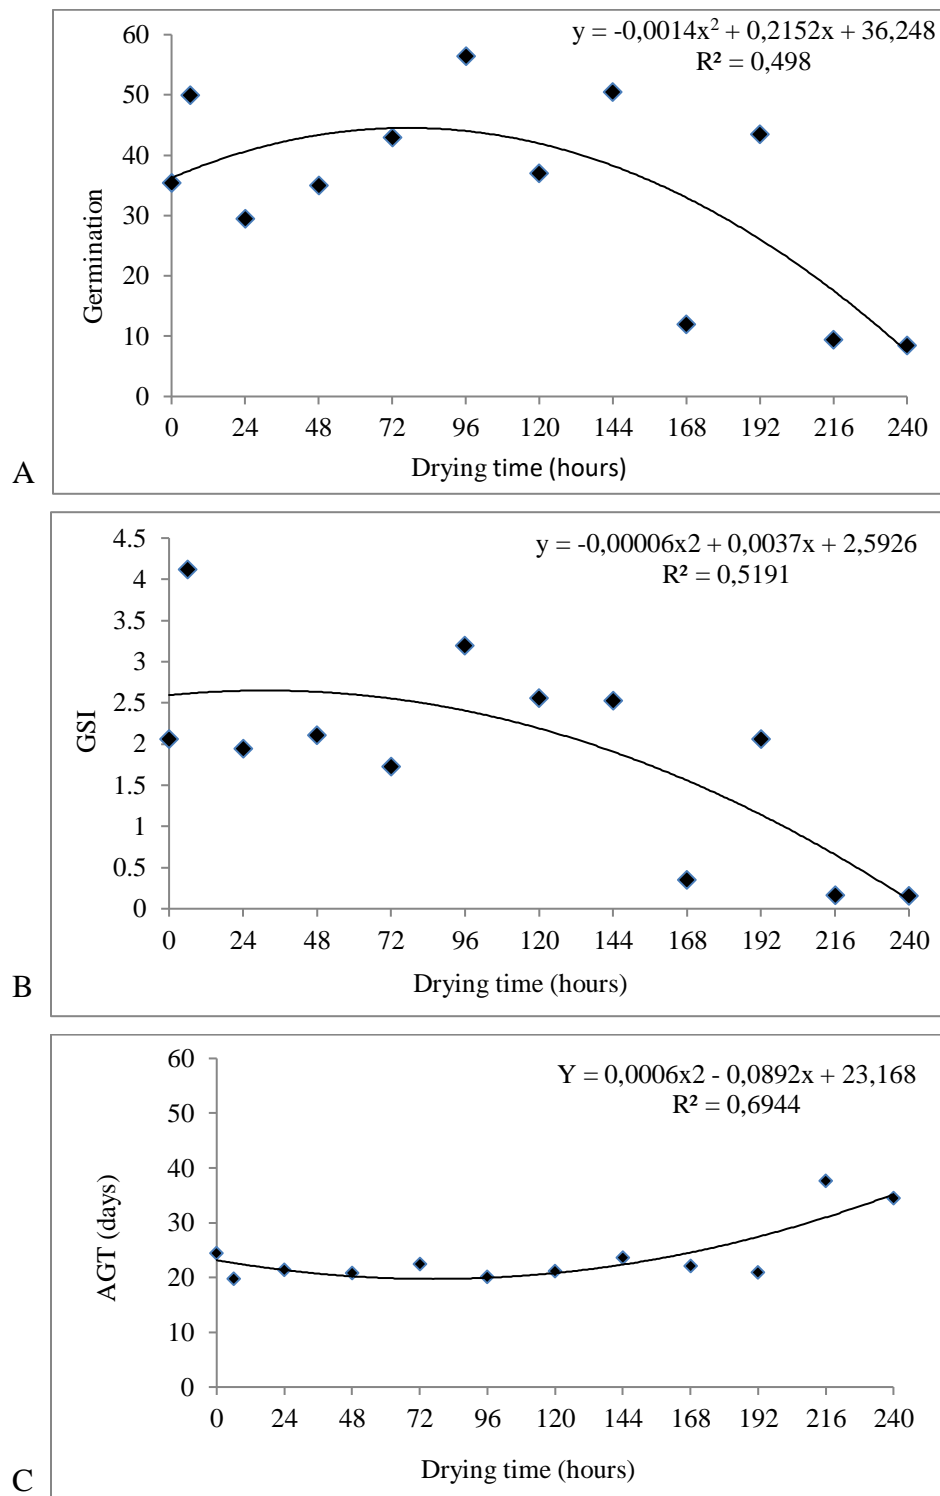 y = -0,0014x² + 0,2152x + 36,248
R² = 0,498
60
50
40
30
20
10
0
Germination
0 24 48 72 96 120 144 168 192 216 240
Drying time (hours)
A
y = -0,00006x2 + 0,0037x + 2,5926
R² = 0,5191
4.5
4
3.5
3
2.5
2
1.5
1
0.5
0
GSI
0 24 48 72 96 120 144 168 192 216 240
Drying time (hours)
B
Y = 0,0006x2 - 0,0892x + 23,168
R² = 0,6944
60
50
40
30
20
10
0
AGT (days)
0 24 48 72 96 120 144 168 192 216 240
Drying time (hours)
C